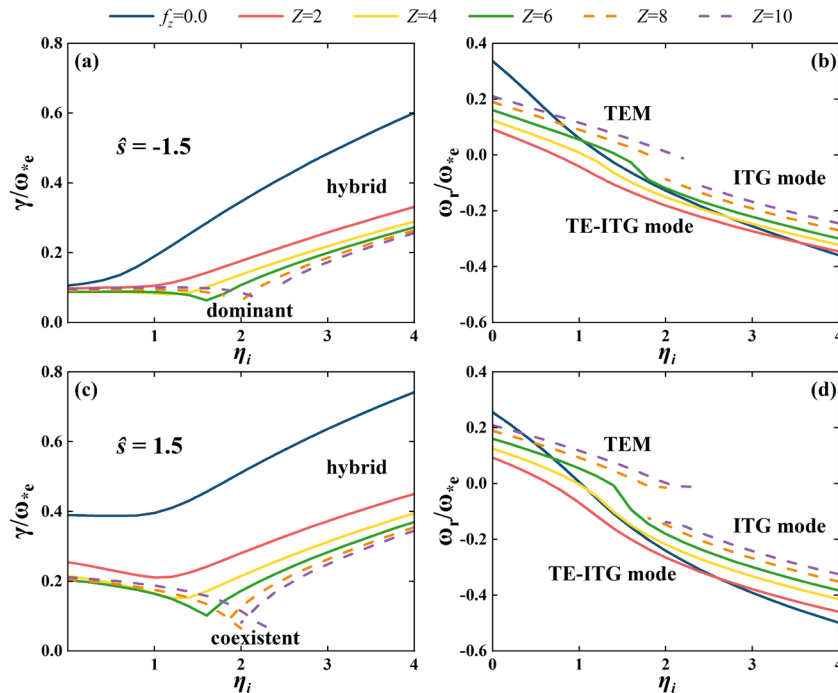 f_z=0.0 Z=2 Z=4 Z=6 Z=8 Z=10
(a)
0.8
0.6
0.4
0.2
0.0
γ/ω*e
ŝ = -1.5
hybrid
dominant
1 2 3 4
η_i
(b)
0.4
0.2
0.0
-0.2
-0.4
-0.6
ω_r/ω*e
TEM
ITG mode
TE-ITG mode
0 1 2 3 4
η_i
(c)
0.8
0.6
0.4
0.2
0.0
γ/ω*e
ŝ = 1.5
hybrid
coexistent
1 2 3 4
η_i
(d)
0.4
0.2
0.0
-0.2
-0.4
-0.6
ω_r/ω*e
TEM
ITG mode
TE-ITG mode
0 1 2 3 4
η_i